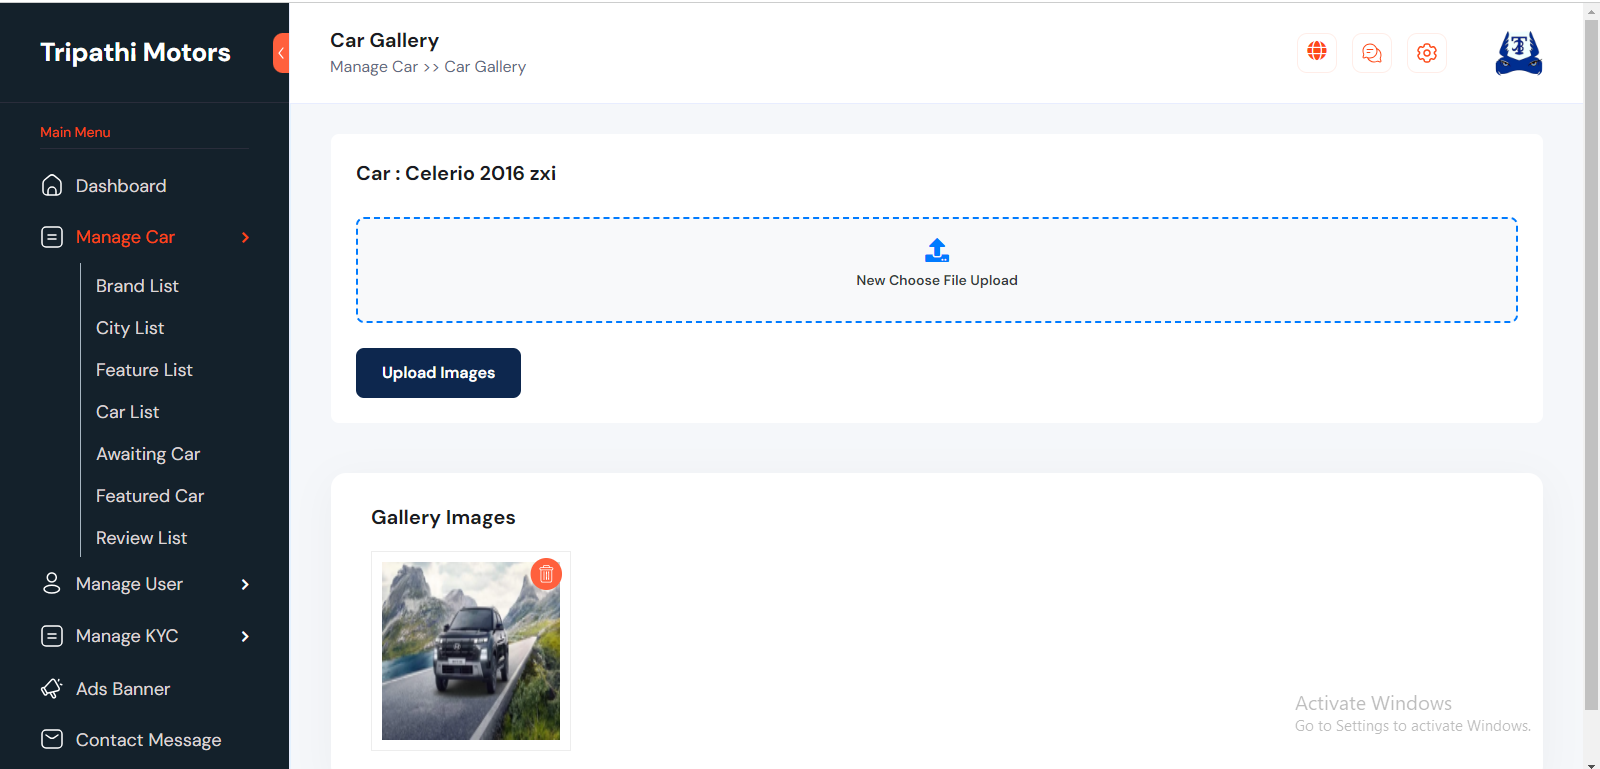 Tripathi Motors
Main Menu
Dashboard
Manage Car
Brand List
City List
Feature List
Car List
Awaiting Car
Featured Car
Review List
Manage User
Manage KYC
Ads Banner
Contact Message
Car Gallery
Manage Car >> Car Gallery
Car : Celerio 2016 zxi
New Choose File Upload
Upload Images
Gallery Images
Activate Windows
Go to Settings to activate Windows.